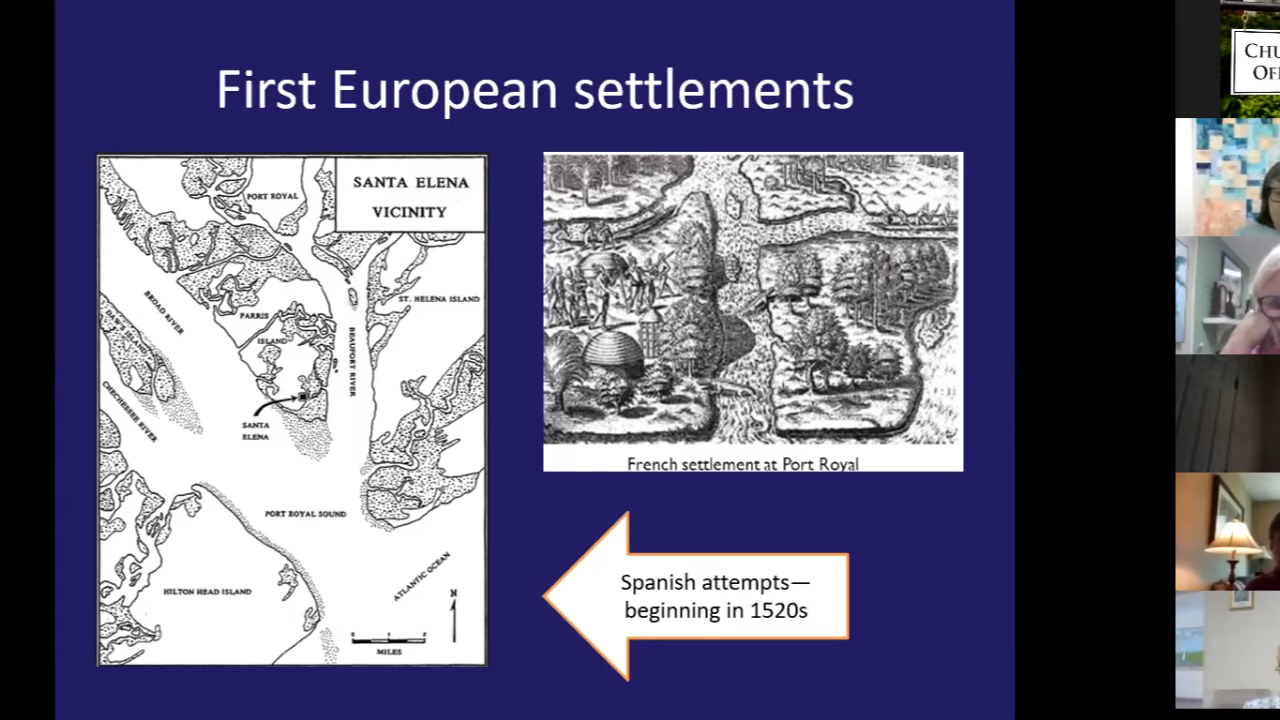 First European settlements
SANTA ELENA
VICINITY
PORT ROYAL
BROAD RIVER
PARRIS
ISLAND
ST. HELENA ISLAND
BEAUFORT RIVER
CHECHESSEE RIVER
SANTA
ELENA
PORT ROYAL SOUND
HILTON HEAD ISLAND
ATLANTIC OCEAN
N
MILES
French settlement at Port Royal
Spanish attempts—
beginning in 1520s
CHU
OF